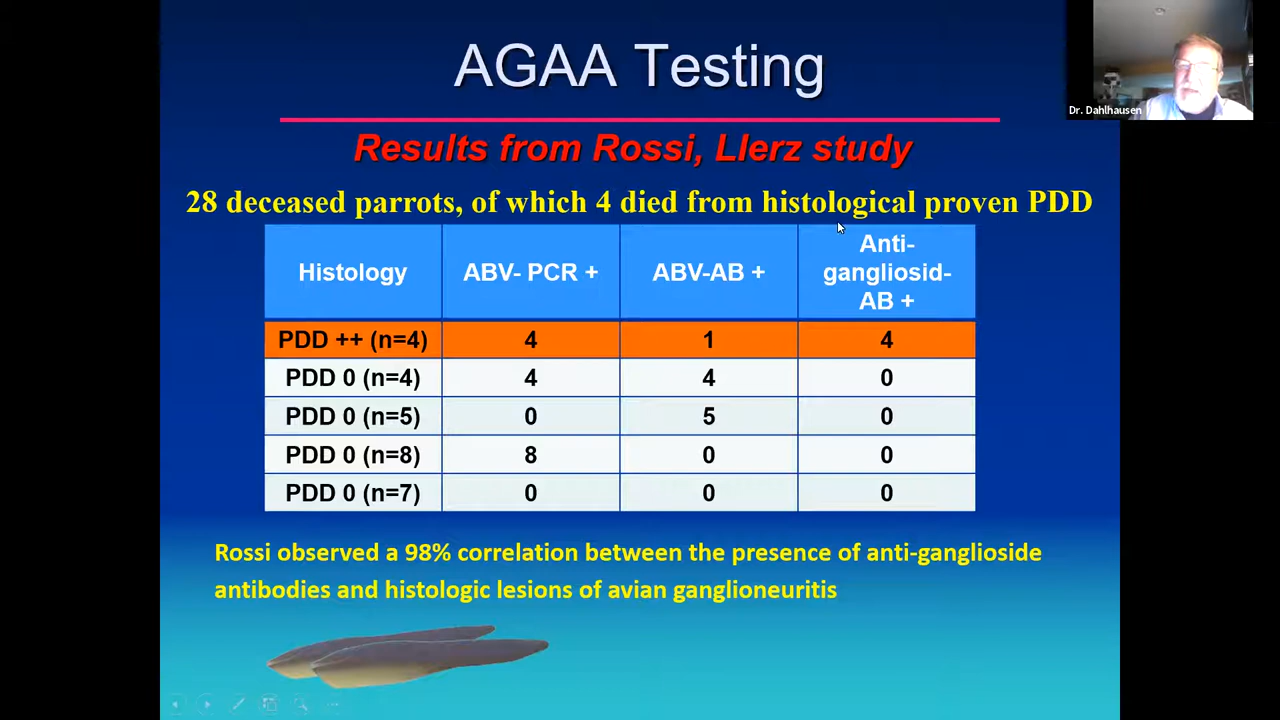 AGAA Testing
Dr. Dahlhausen
Results from Rossi, Llerz study
28 deceased parrots, of which 4 died from histological proven PDD
Histology ABV- PCR + ABV-AB + Anti-
gangliosid-
AB +
PDD ++ (n=4) 4 1 4
PDD 0 (n=4) 4 4 0
PDD 0 (n=5) 0 5 0
PDD 0 (n=8) 8 0 0
PDD 0 (n=7) 0 0 0
Rossi observed a 98% correlation between the presence of anti-ganglioside
antibodies and histologic lesions of avian ganglioneuritis